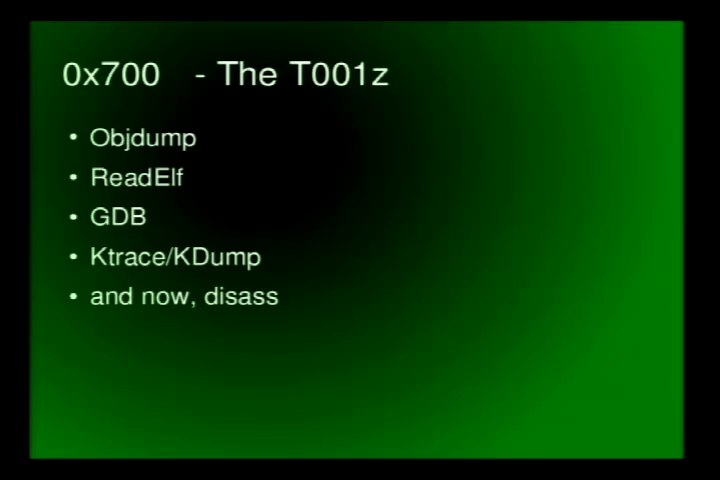 0x700 - The T001z
• Objdump
• ReadElf
• GDB
• Ktrace/KDump
• and now, disass